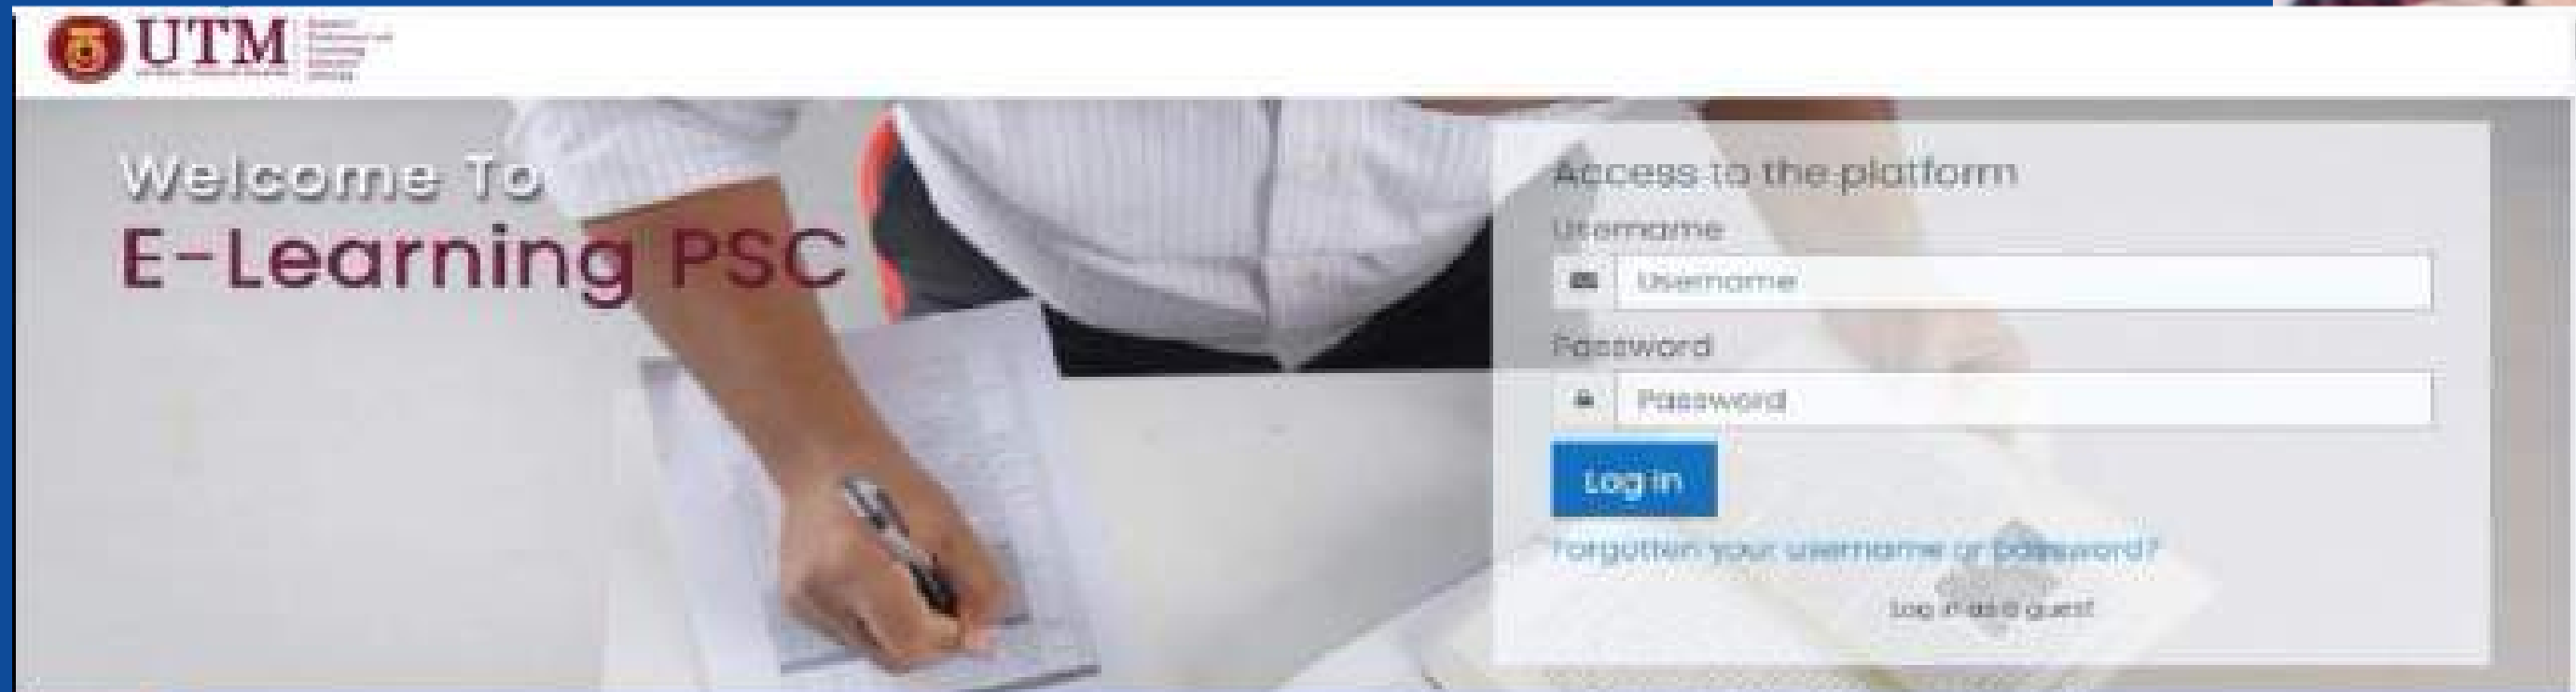 UTM
Welcome To
E-Learning PSC
Access to the platform
Username
Username
Password
Password
Log in
Forgotten your username or password?
Log in as a guest